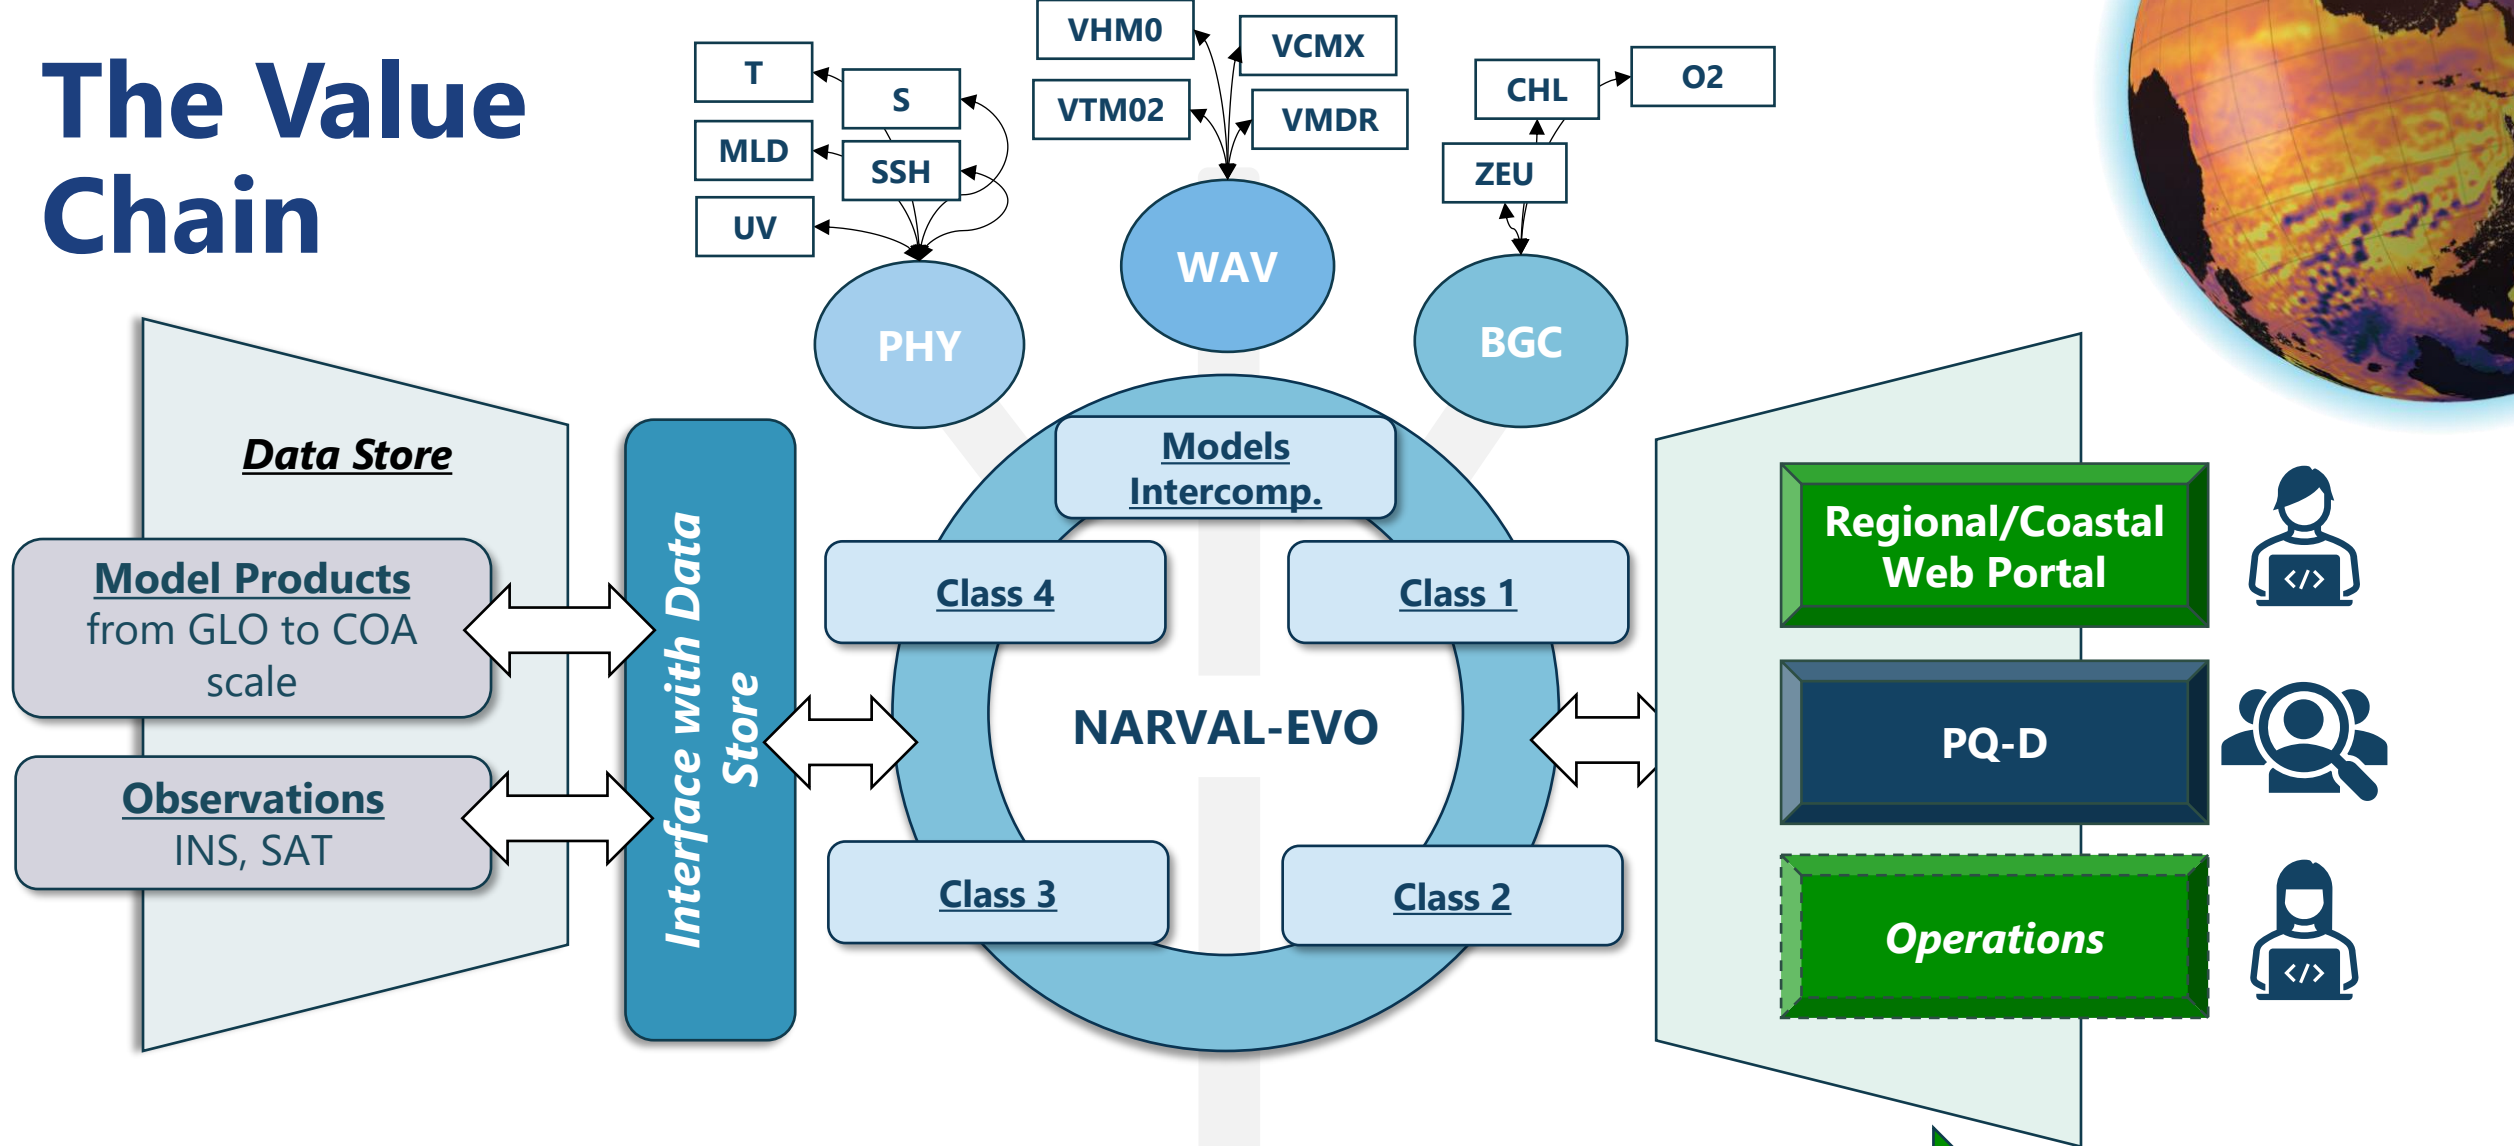 The Value
Chain
T
S
MLD
SSH
UV
VHM0
VCMX
VTM02
VMDR
CHL
O2
ZEU
PHY
WAV
BGC
Data Store
Model Products
from GLO to COA
scale
Observations
INS, SAT
Interface with Data
Store
Models
Intercomp.
Class 4
Class 1
NARVAL-EVO
Class 3
Class 2
Regional/Coastal
Web Portal
</>
PQ-D
Operations
</>